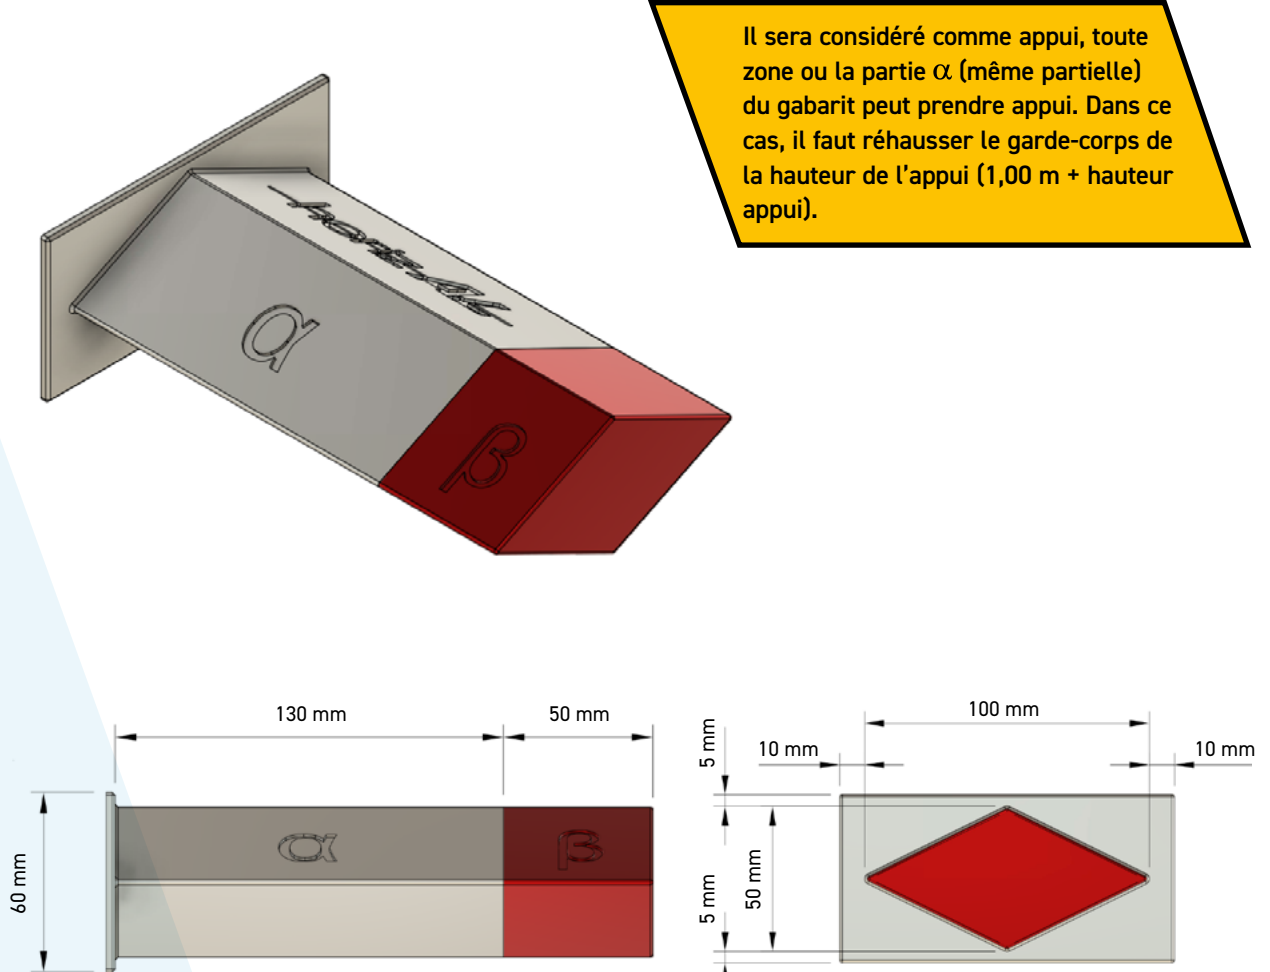 Il sera considéré comme appui, toute
zone ou la partie α (même partielle)
du gabarit peut prendre appui. Dans ce
cas, il faut réhausser le garde-corps de
la hauteur de l’appui (1,00 m + hauteur
appui).
horiz-Alu
α
β
130 mm
50 mm
60 mm
α
β
100 mm
10 mm
10 mm
5 mm
50 mm
5 mm